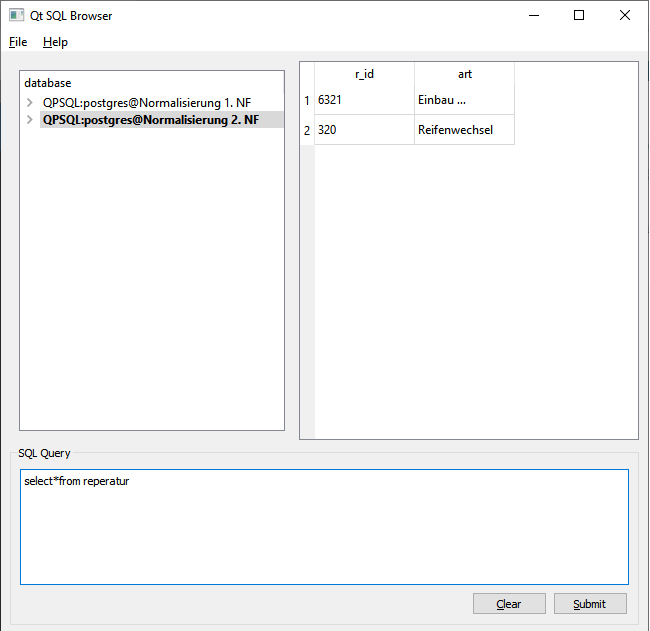 Qt SQL Browser
File Help
database
QPSQL:postgres@Normalisierung 1. NF
QPSQL:postgres@Normalisierung 2. NF
r_id art
1 6321 Einbau ...
2 320 Reifenwechsel
SQL Query
select*from reperatur
Clear Submit